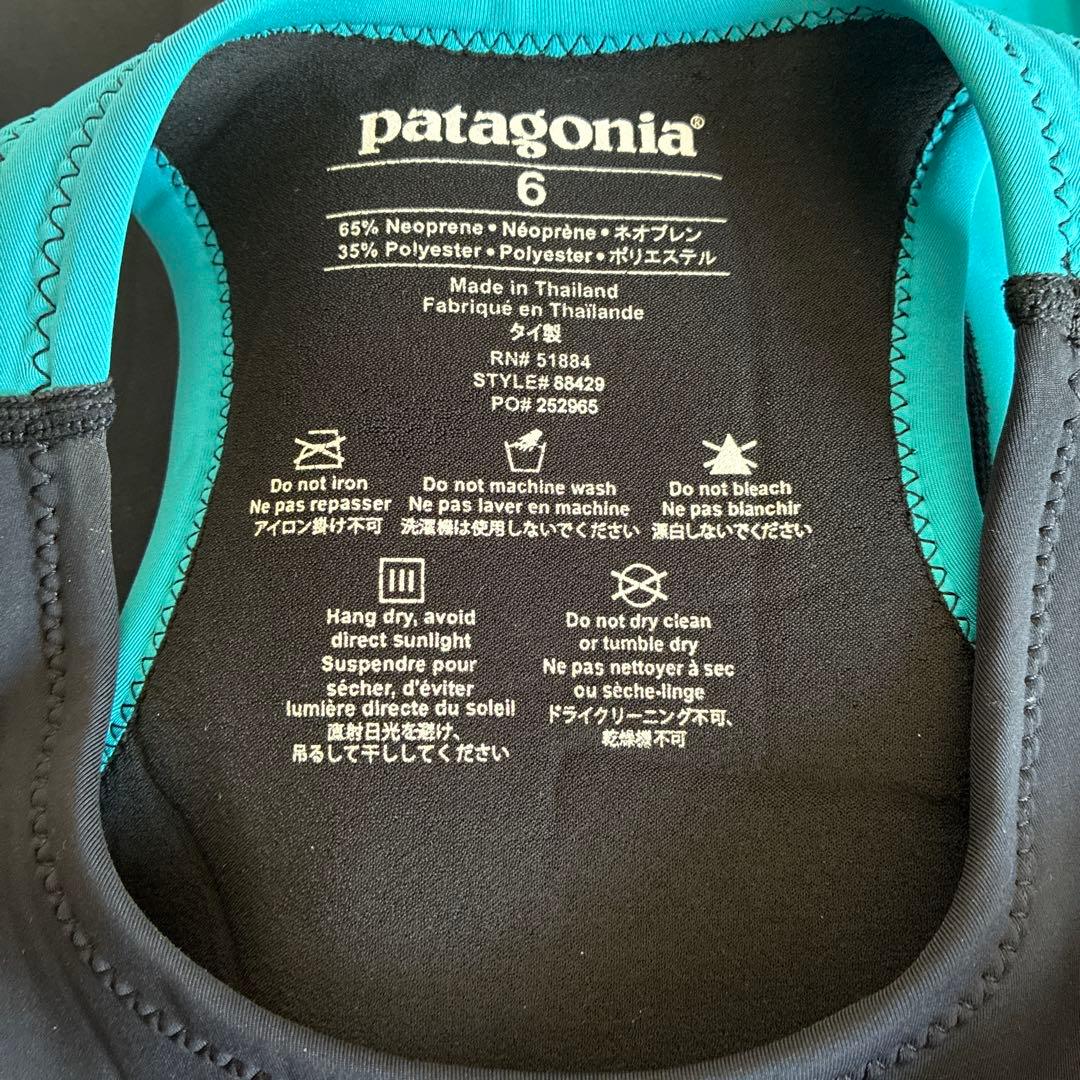 patagonia®
6
65% Neoprene • Néoprène • ネオプレン
35% Polyester • Polyester • ポリエステル
Made in Thailand
Fabriqué en Thaïlande
タイ製
RN# 51884
STYLE# 88429
PO# 252965
Do not iron
Ne pas repasser
アイロン掛け不可
Do not machine wash
Ne pas laver en machine
洗濯機は使用しないでください
Do not bleach
Ne pas blanchir
漂白しないでください
Hang dry, avoid
direct sunlight
Suspendre pour
sécher, d'éviter
lumière directe du soleil
直射日光を避け、
吊るして干ししてください
Do not dry clean
or tumble dry
Ne pas nettoyer à sec
ou sèche-linge
ドライクリーニング不可、
乾燥機不可